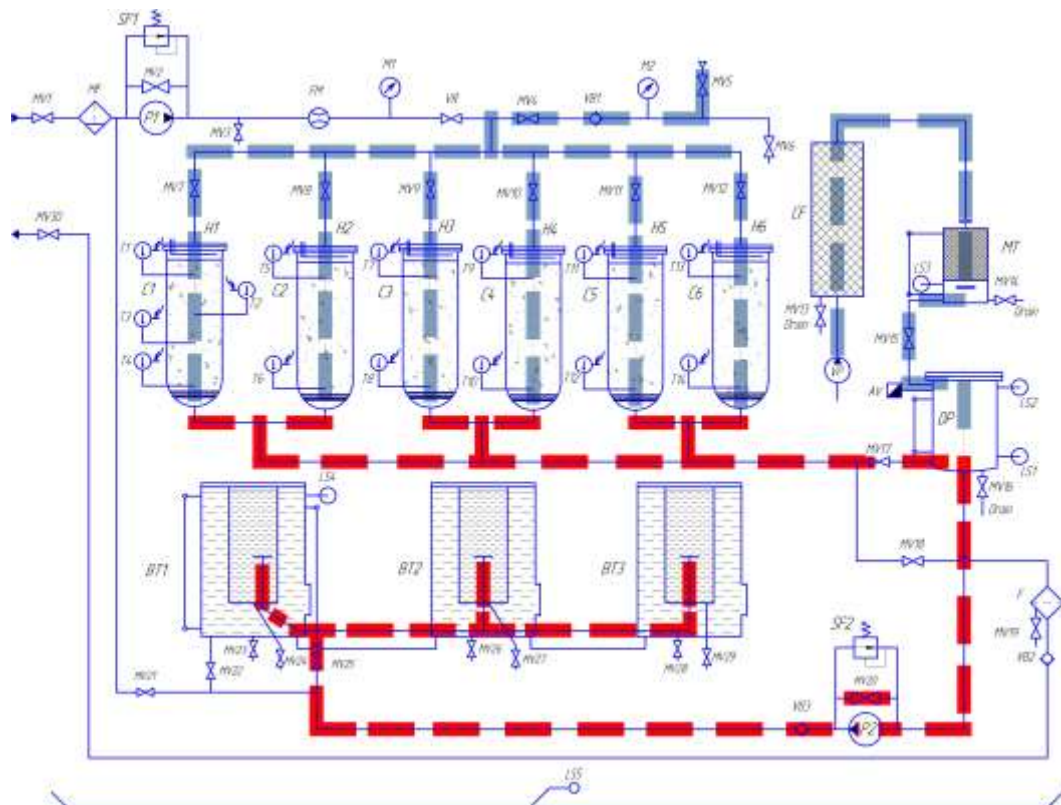 SF1
MV2
M1
M2
MV1
MF
P1
FM
VR
MV4
VB1
MV5
MV3
MV6
MV7
MV8
MV9
MV10
MV11
MV12
CF
MV30
H1
H2
H3
H4
H5
H6
MT
T1
T5
T7
T9
T11
T13
LS3
C1
T2
C2
C3
C4
C5
C6
MV14
Drain
T3
MV13
Drain
MV15
T4
T6
T8
T10
T12
T14
VP
AV
LS2
DP
MV17
LS1
MV16
Drain
LS4
BT1
BT2
BT3
MV18
F
MV19
SF2
VB2
MV23
MV24
MV25
MV26
MV27
MV28
MV29
MV22
MV21
MV20
VB3
P2
LS5